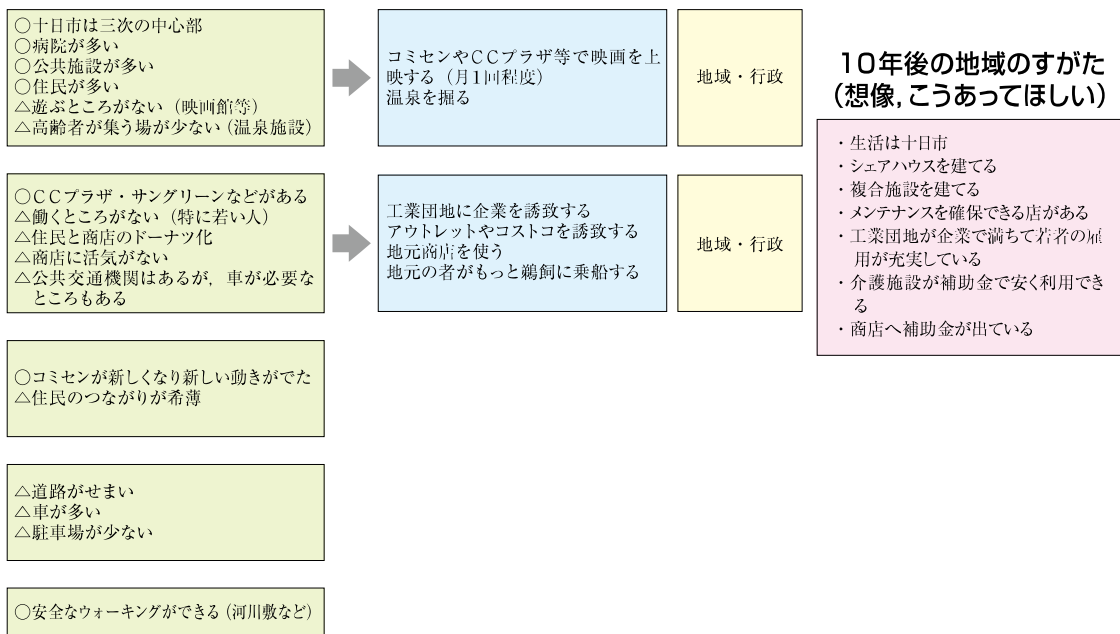 ○十日市は三次の中心部
○病院が多い
○公共施設が多い
○住民が多い
△遊ぶところがない（映画館等）
△高齢者が集う場が少ない（温泉施設）
コミセンやＣＣプラザ等で映画を上
映する（月１回程度）
温泉を掘る
地域・行政
○ＣＣプラザ・サングリーンなどがある
△働くところがない（特に若い人）
△住民と商店のドーナツ化
△商店に活気がない
△公共交通機関はあるが，車が必要な
ところもある
工業団地に企業を誘致する
アウトレットやコストコを誘致する
地元商店を使う
地元の者がもっと鵜飼に乗船する
地域・行政
○コミセンが新しくなり新しい動きがでた
△住民のつながりが希薄
△道路がせまい
△車が多い
△駐車場が少ない
○安全なウォーキングができる（河川敷など）
10年後の地域のすがた
（想像，こうあってほしい）
・生活は十日市
・シェアハウスを建てる
・複合施設を建てる
・メンテナンスを確保できる店がある
・工業団地が企業で満ちて若者の雇
用が充実している
・介護施設が補助金で安く利用でき
る
・商店へ補助金が出ている